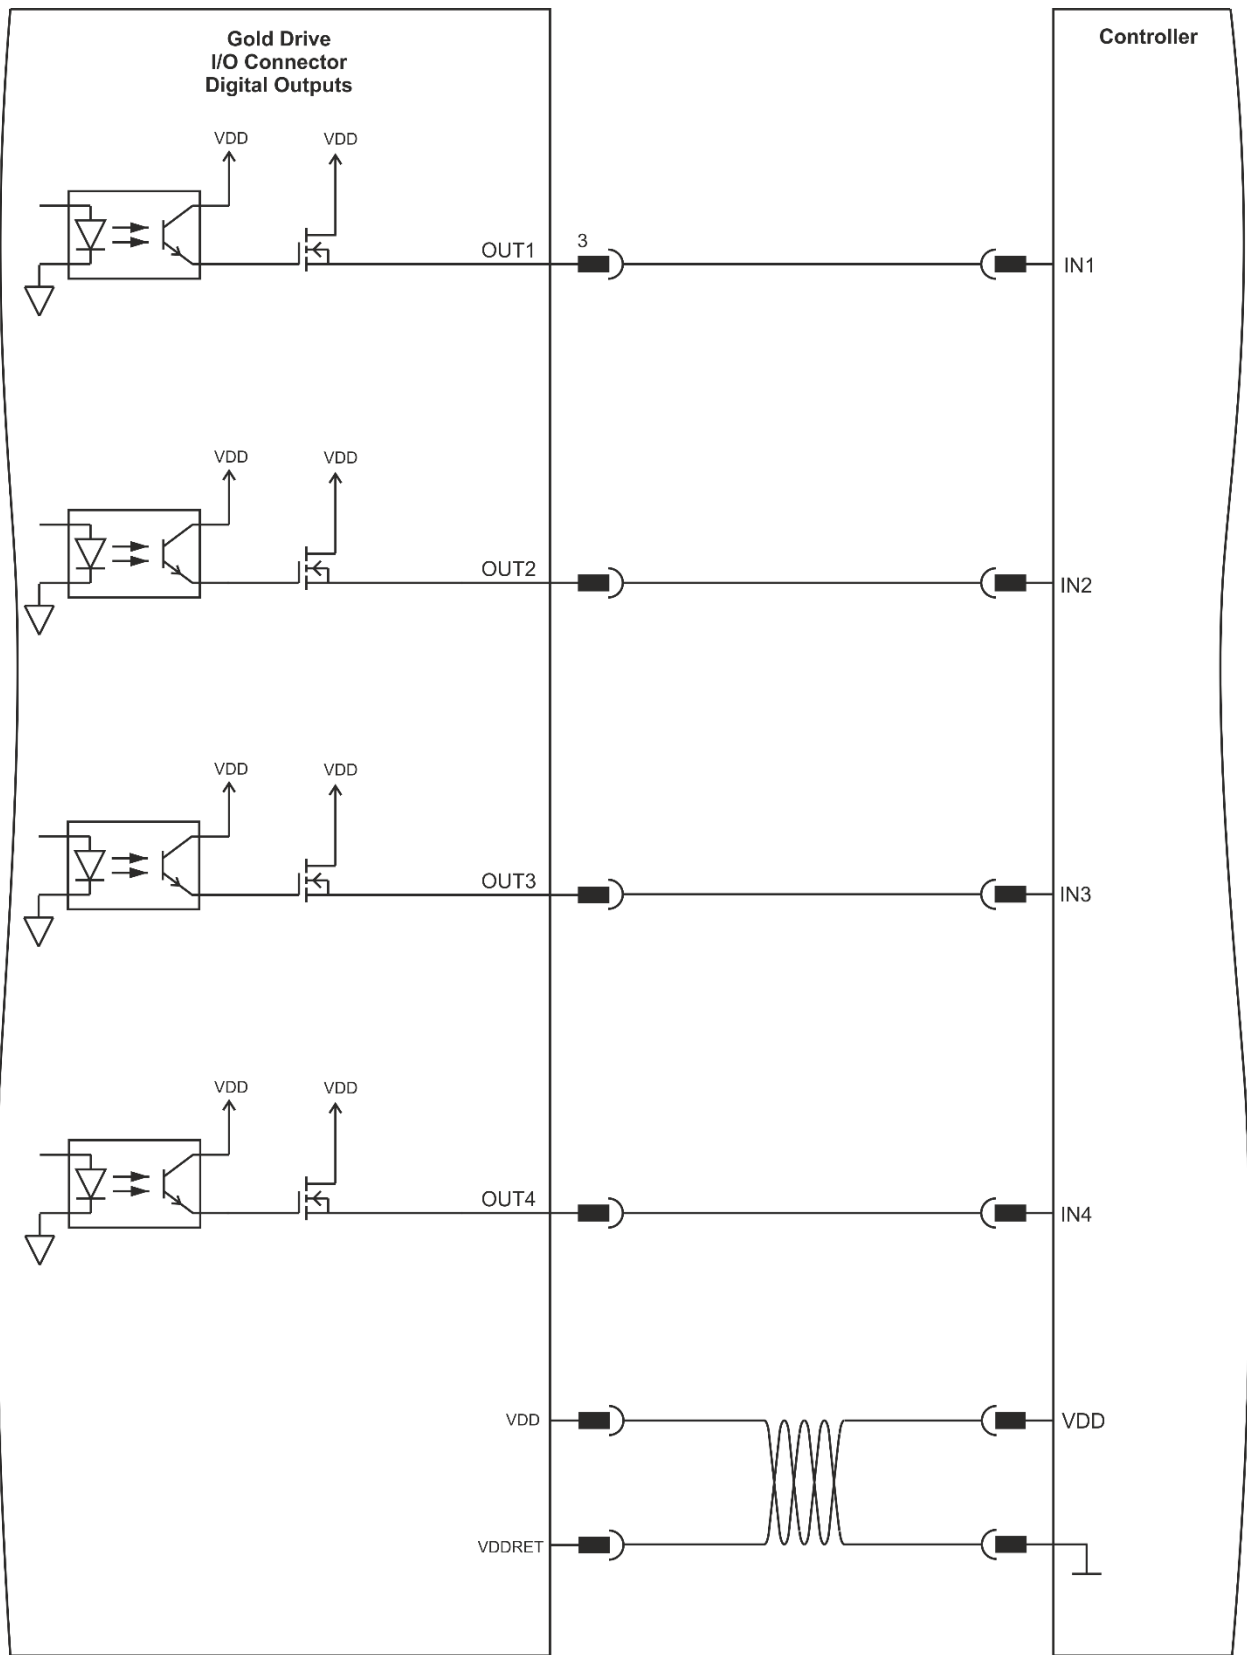 Gold Drive
I/O Connector
Digital Outputs
Controller
VDD
VDD
OUT1
3
IN1
VDD
VDD
OUT2
IN2
VDD
VDD
OUT3
IN3
VDD
VDD
OUT4
IN4
VDD
VDD
VDDRET